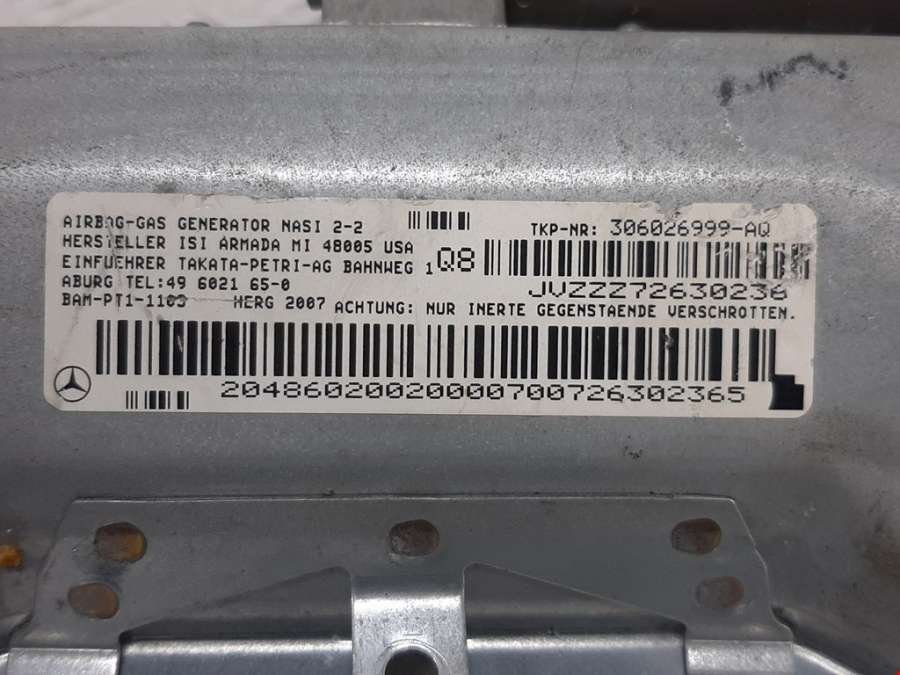 AIRBAG-GAS GENERATOR NASI 2-2
TKP-NR: 306026999-AQ
HERSTELLER ISI ARMADA MI 48005 USA
EINFUEHRER TAKATA-PETRI-AG BAHNWEG 1
Q8
ABURG TEL:49 6021 65-0
JVZZZ72630236
BAM-PT1-1103 HERG 2007 ACHTUNG: NUR INERTE GEGENSTAENDE VERSCHROTTEN.
20486020020000700726302365